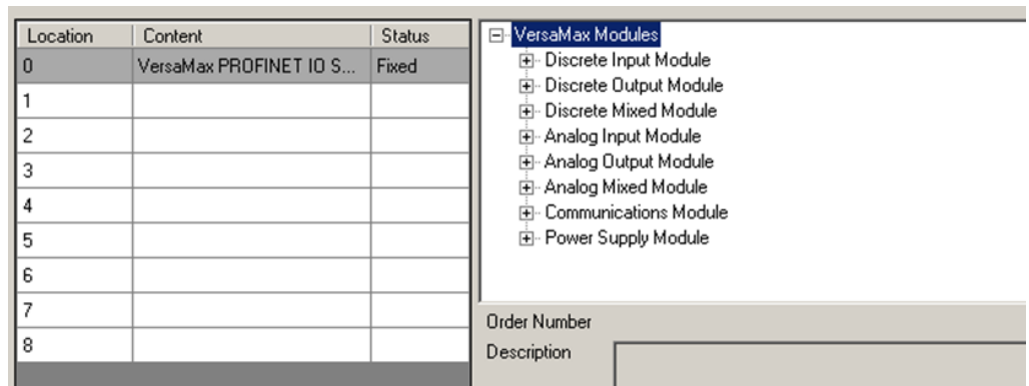 Location Content Status
0 VersaMax PROFINET IO S... Fixed
1
2
3
4
5
6
7
8
VersaMax Modules
Discrete Input Module
Discrete Output Module
Discrete Mixed Module
Analog Input Module
Analog Output Module
Analog Mixed Module
Communications Module
Power Supply Module
Order Number
Description